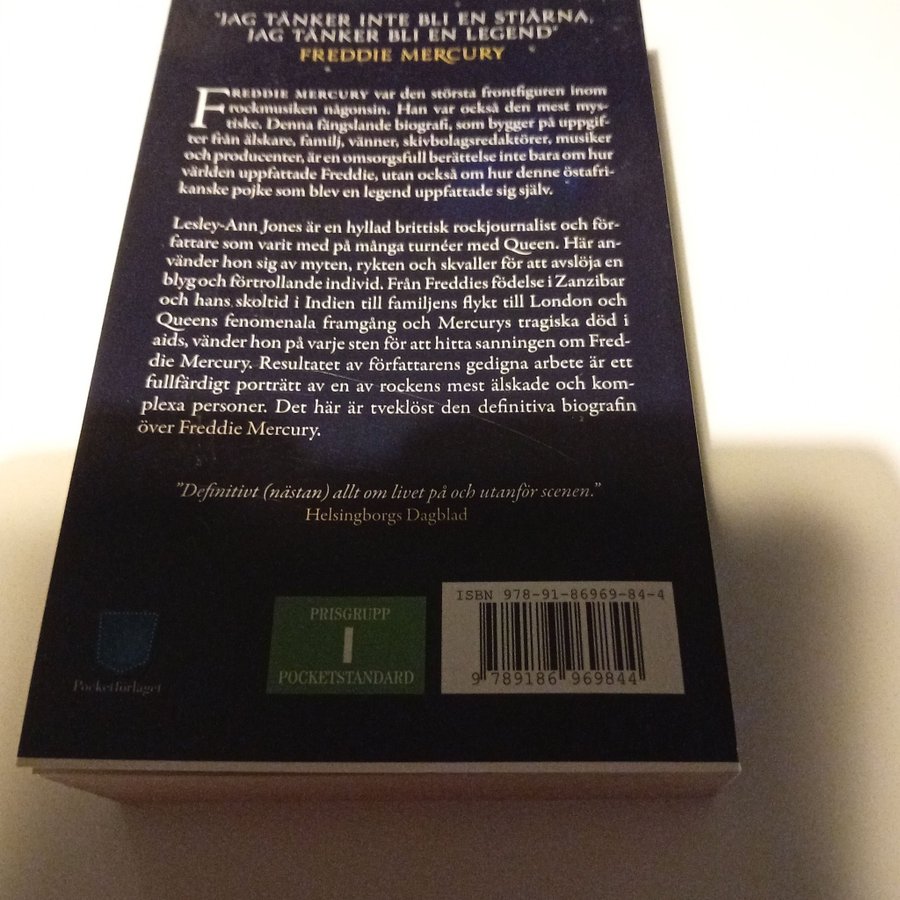 "JAG TÄNKER INTE BLI EN STJÄRNA,
JAG TÄNKER BLI EN LEGEND"
FREDDIE MERCURY
FREDDIE MERCURY var den största frontfiguren inom
rockmusiken någonsin. Han var också den mest mys-
tiske. Denna fängslande biografi, som bygger på uppgif-
ter från älskare, familj, vänner, skivbolagsredaktörer, musiker
och producenter, är en omsorgsfull berättelse inte bara om hur
världen uppfattade Freddie, utan också om hur denne östafri-
kanske pojke som blev en legend uppfattade sig själv.
Lesley-Ann Jones är en hyllad brittisk rockjournalist och för-
fattare som varit med på många turnéer med Queen. Här an-
vänder hon sig av myten, rykten och skvaller för att avslöja en
blyg och förtrollande individ. Från Freddies födelse i Zanzibar
och hans skoltid i Indien till familjens flykt till London och
Queens fenomenala framgång och Mercurys tragiska död i
aids, vänder hon på varje sten för att hitta sanningen om Fred-
die Mercury. Resultatet av författarens gedigna arbete är ett
fullfärdigt porträtt av en av rockens mest älskade och kom-
plexa personer. Det här är tveklöst den definitiva biografin
över Freddie Mercury.
"Definitivt (nästan) allt om livet på och utanför scenen."
Helsingborgs Dagblad
Pocketförlaget
PRISGRUPP
1
POCKETSTANDARD
ISBN 978-91-86969-84-4
9 789186 969844